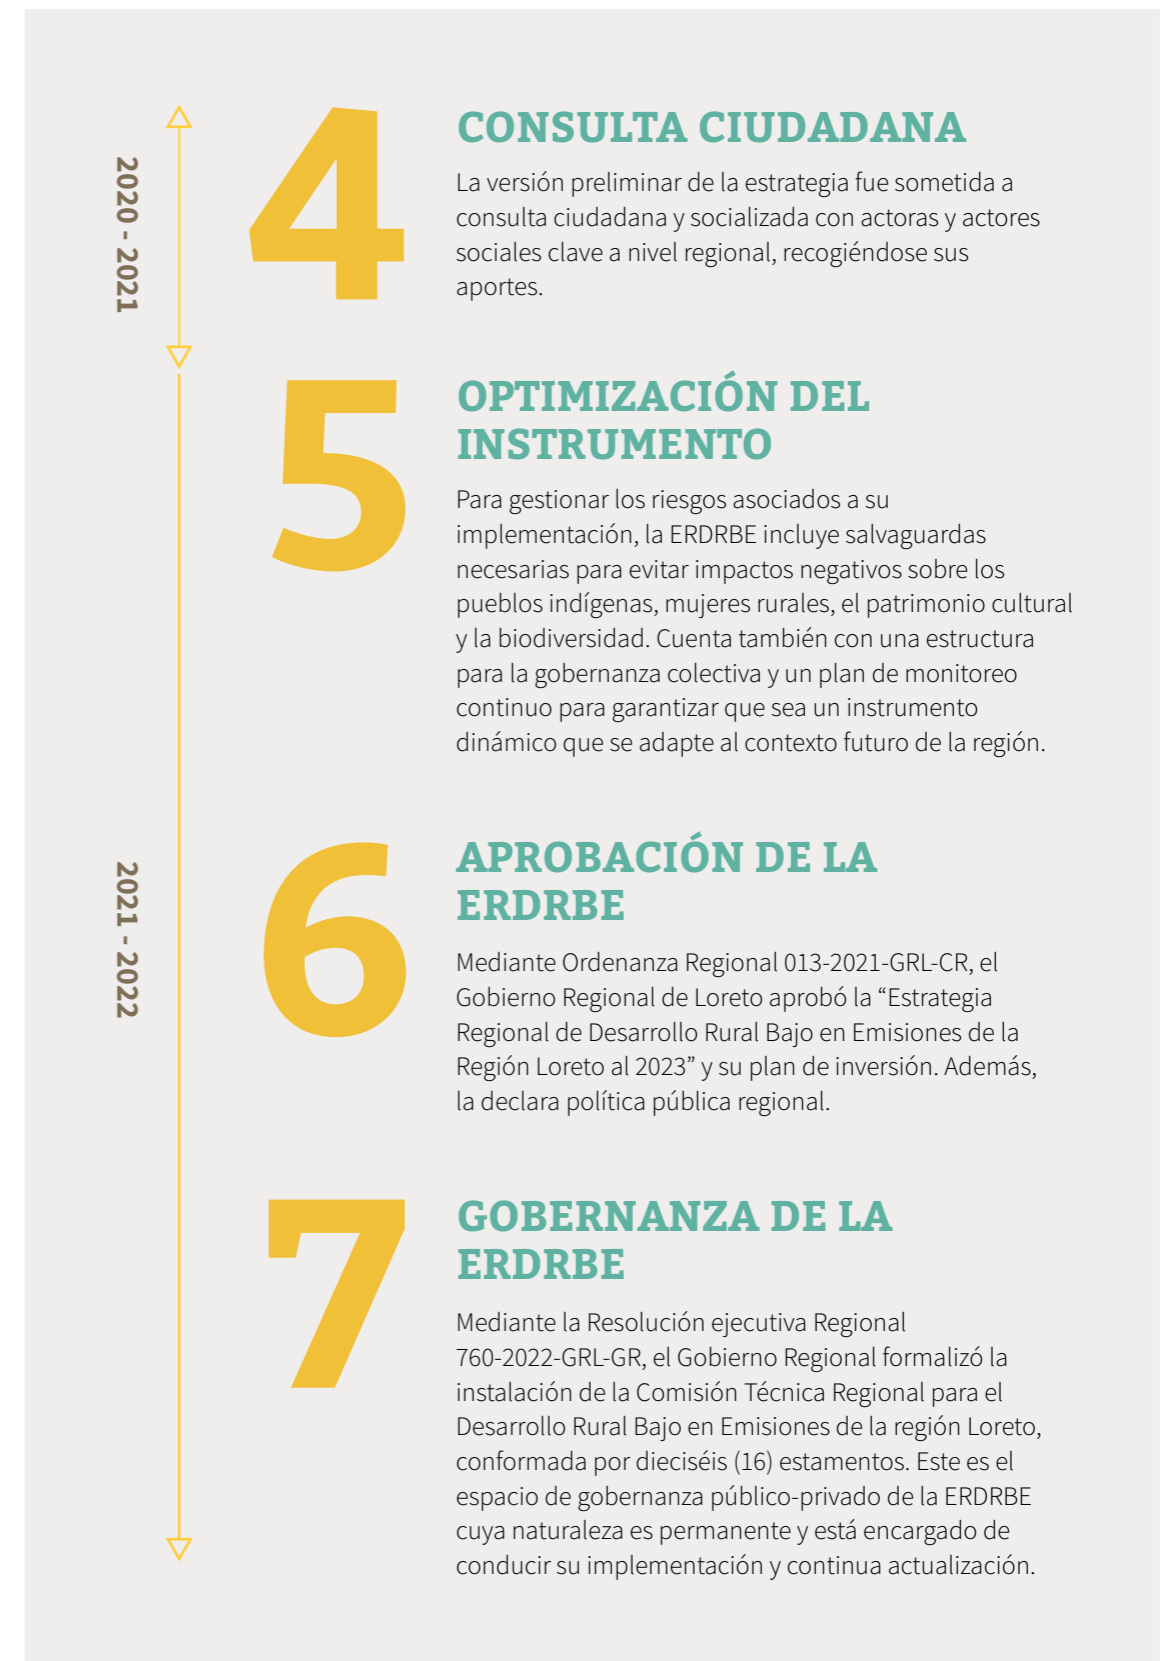 2020 - 2021
4
CONSULTA CIUDADANA
La versión preliminar de la estrategia fue sometida a
consulta ciudadana y socializada con actoras y actores
sociales clave a nivel regional, recogiéndose sus
aportes.
2021 - 2022
5
OPTIMIZACIÓN DEL
INSTRUMENTO
Para gestionar los riesgos asociados a su
implementación, la ERDRBE incluye salvaguardas
necesarias para evitar impactos negativos sobre los
pueblos indígenas, mujeres rurales, el patrimonio cultural
y la biodiversidad. Cuenta también con una estructura
para la gobernanza colectiva y un plan de monitoreo
continuo para garantizar que sea un instrumento
dinámico que se adapte al contexto futuro de la región.
6
APROBACIÓN DE LA
ERDRBE
Mediante Ordenanza Regional 013-2021-GRL-CR, el
Gobierno Regional de Loreto aprobó la “Estrategia
Regional de Desarrollo Rural Bajo en Emisiones de la
Región Loreto al 2023” y su plan de inversión. Además,
la declara política pública regional.
7
GOBERNANZA DE LA
ERDRBE
Mediante la Resolución ejecutiva Regional
760-2022-GRL-GR, el Gobierno Regional formalizó la
instalación de la Comisión Técnica Regional para el
Desarrollo Rural Bajo en Emisiones de la región Loreto,
conformada por dieciséis (16) estamentos. Este es el
espacio de gobernanza público-privado de la ERDRBE
cuya naturaleza es permanente y está encargado de
conducir su implementación y continua actualización.